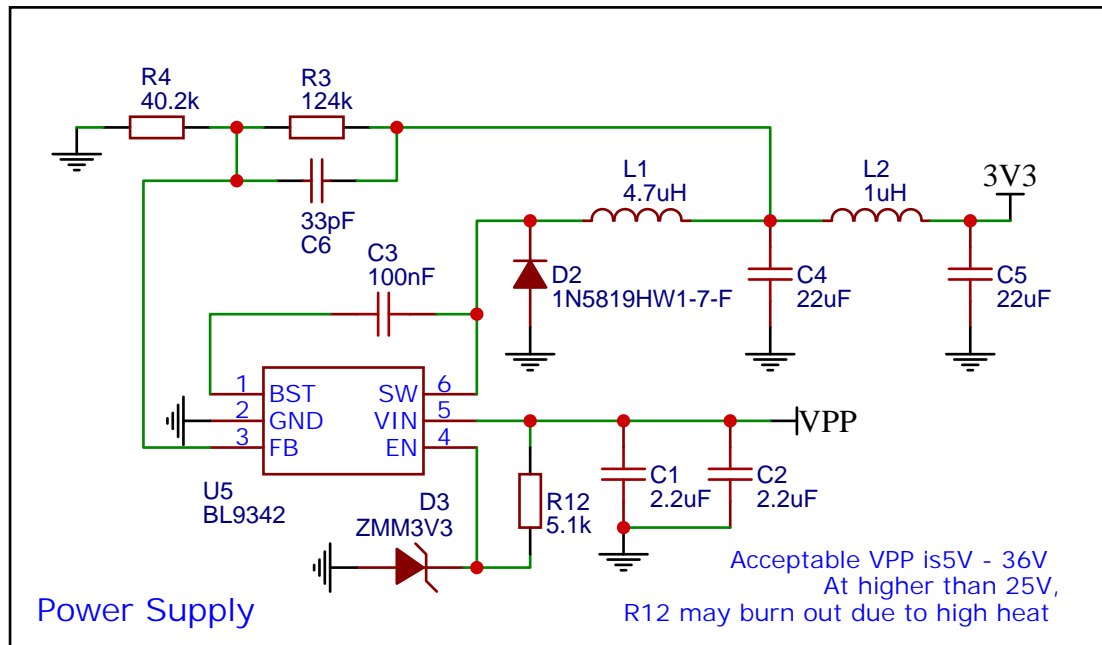 R4
40.2k
R3
124k
33pF
C6
C3
100nF
L1
4.7uH
L2
1uH
3V3
D2
1N5819HW1-7-F
C4
22uF
C5
22uF
1
BST
SW
6
2
GND
VIN
5
3
FB
EN
4
VPP
U5
BL9342
D3
ZMM3V3
R12
5.1k
C1
2.2uF
C2
2.2uF
Acceptable VPP is5V - 36V
At higher than 25V,
R12 may burn out due to high heat
Power Supply